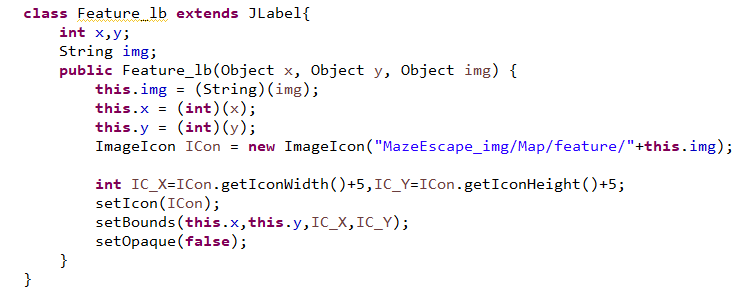 class Feature_lb extends JLabel{
    int x,y;
    String img;
    public Feature_lb(Object x, Object y, Object img) {
        this.img = (String)(img);
        this.x = (int)(x);
        this.y = (int)(y);
        ImageIcon ICon = new ImageIcon("MazeEscape_img/Map/feature/"+this.img);
        int IC_X=ICon.getIconWidth()+5,IC_Y=ICon.getIconHeight()+5;
        setIcon(ICon);
        setBounds(this.x,this.y,IC_X,IC_Y);
        setOpaque(false);
    }
}